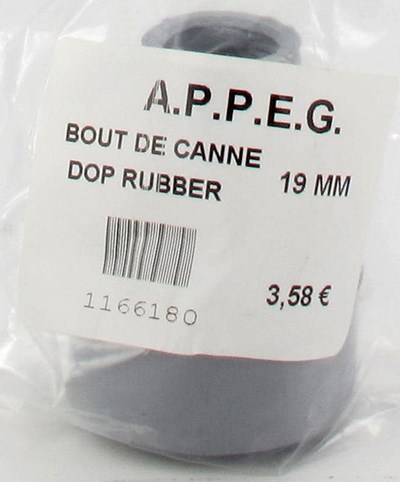 A.P.P.E.G.
BOUT DE CANNE
DOP RUBBER 19 MM
3,58 €
1166180